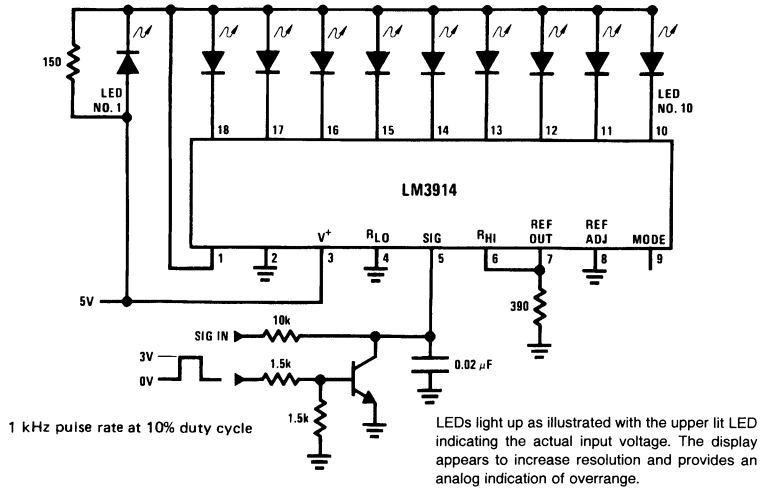 150
LED
NO. 1
LED
NO. 10
18 17 16 15 14 13 12 11 10
LM3914
V+ RLO SIG RHI REF OUT REF ADJ MODE
1 2 3 4 5 6 7 8 9
5V
390
SIG IN
10k
3V
0V
1.5k
0.02 μF
1.5k
1 kHz pulse rate at 10% duty cycle
LEDs light up as illustrated with the upper lit LED
indicating the actual input voltage. The display
appears to increase resolution and provides an
analog indication of overrange.